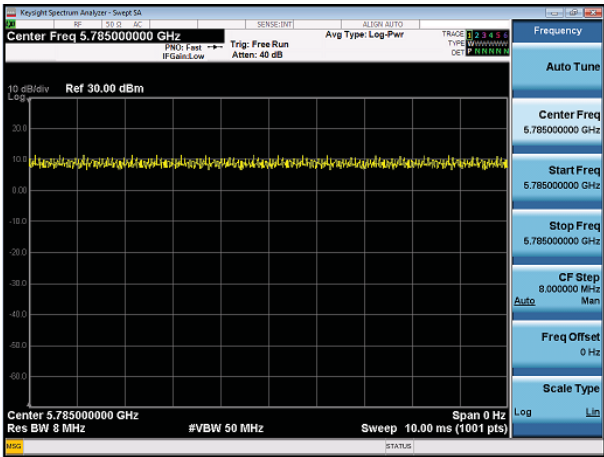 Keysight Spectrum Analyzer - Swept SA
RF 50 Ω AC SENSE:INT ALIGN AUTO
Center Freq 5.785000000 GHz
PNO: Fast
IFGain:Low
Trig: Free Run
Atten: 40 dB
Avg Type: Log-Pwr
TRACE 1 2 3 4 5 6
TYPE WWWWWW
DET P NNNNN
10 dB/div Ref 30.00 dBm
Log
20.0
10.0
0.00
-10.0
-20.0
-30.0
-40.0
-50.0
-60.0
Center 5.785000000 GHz Span 0 Hz
Res BW 8 MHz #VBW 50 MHz Sweep 10.00 ms (1001 pts)
MSG STATUS
Frequency
Auto Tune
Center Freq
5.785000000 GHz
Start Freq
5.785000000 GHz
Stop Freq
5.785000000 GHz
CF Step
8.000000 MHz
Auto Man
Freq Offset
0 Hz
Scale Type
Log Lin